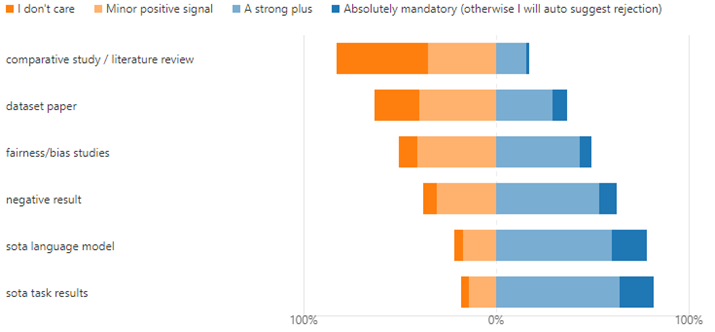 I don't care Minor positive signal A strong plus Absolutely mandatory (otherwise I will auto suggest rejection)
comparative study / literature review
dataset paper
fairness/bias studies
negative result
sota language model
sota task results
100% 0% 100%